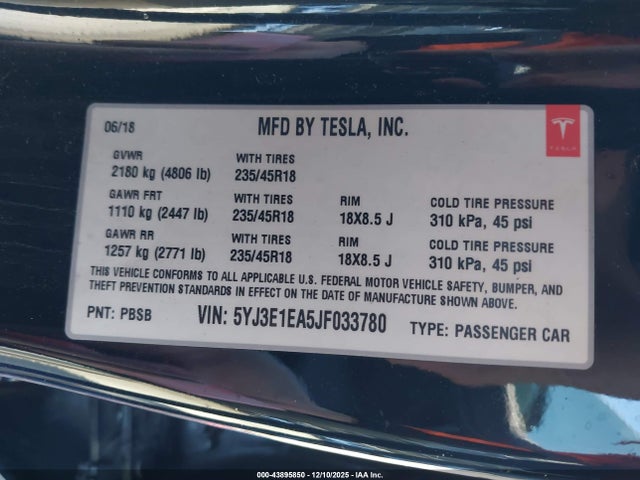 06/18 MFD BY TESLA, INC.
TESLA
GVWR WITH TIRES
2180 kg (4806 lb) 235/45R18
GAWR FRT WITH TIRES RIM COLD TIRE PRESSURE
1110 kg (2447 lb) 235/45R18 18X8.5 J 310 kPa, 45 psi
GAWR RR WITH TIRES RIM COLD TIRE PRESSURE
1257 kg (2771 lb) 235/45R18 18X8.5 J 310 kPa, 45 psi
THIS VEHICLE CONFORMS TO ALL APPLICABLE U.S. FEDERAL MOTOR VEHICLE SAFETY, BUMPER, AND
THEFT PREVENTION STANDARDS IN EFFECT ON THE DATE OF MANUFACTURE SHOWN ABOVE.
PNT: PBSB VIN: 5YJ3E1EA5JF033780 TYPE: PASSENGER CAR
000-43895850 - 12/10/2025 - IAA Inc.